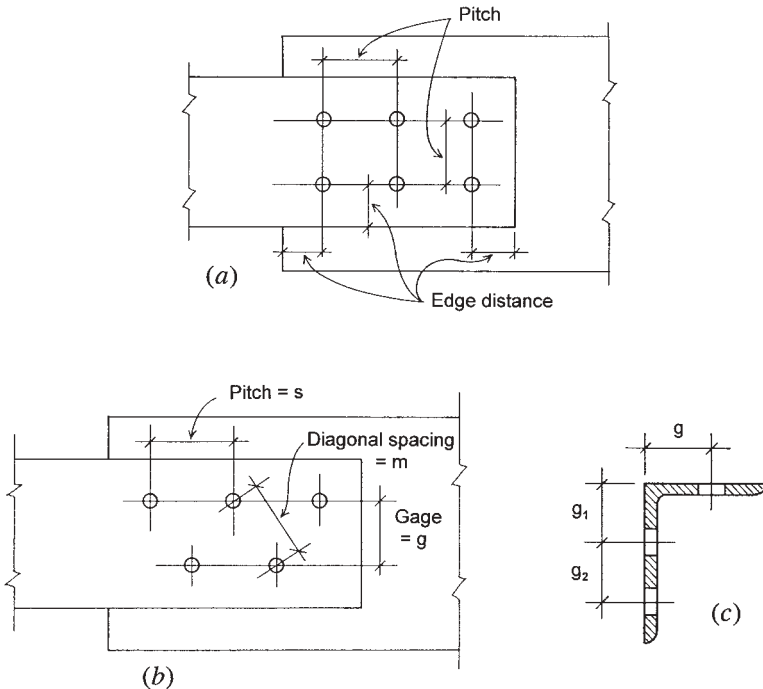 Pitch
(a)
Edge distance
Pitch = s
Diagonal spacing
= m
Gage
= g
(b)
g
g₁
g₂
(c)